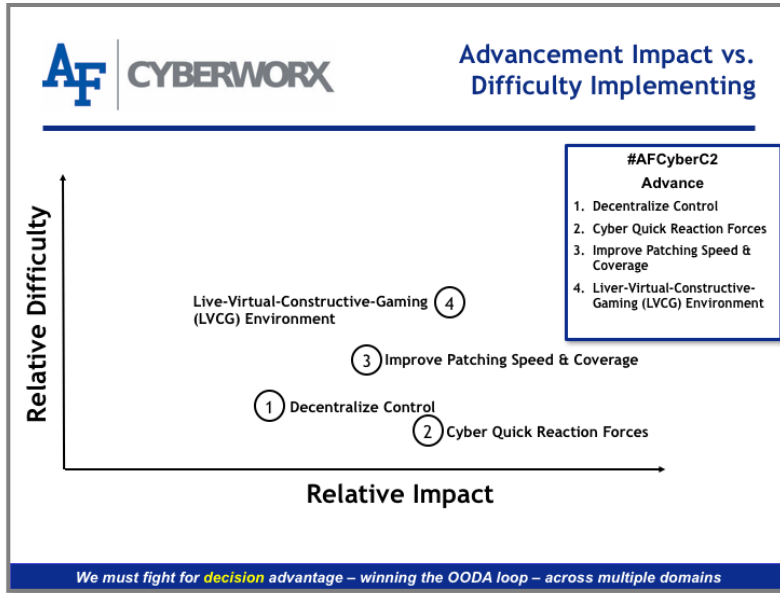 AF CYBERWORX
Advancement Impact vs.
Difficulty Implementing
#AFCyberC2
Advance
1. Decentralize Control
2. Cyber Quick Reaction Forces
3. Improve Patching Speed &
Coverage
4. Liver-Virtual-Constructive-
Gaming (LVCG) Environment
Relative Difficulty
Live-Virtual-Constructive-Gaming
(LVCG) Environment
4
3 Improve Patching Speed & Coverage
1 Decentralize Control
2 Cyber Quick Reaction Forces
Relative Impact
We must fight for decision advantage – winning the OODA loop – across multiple domains